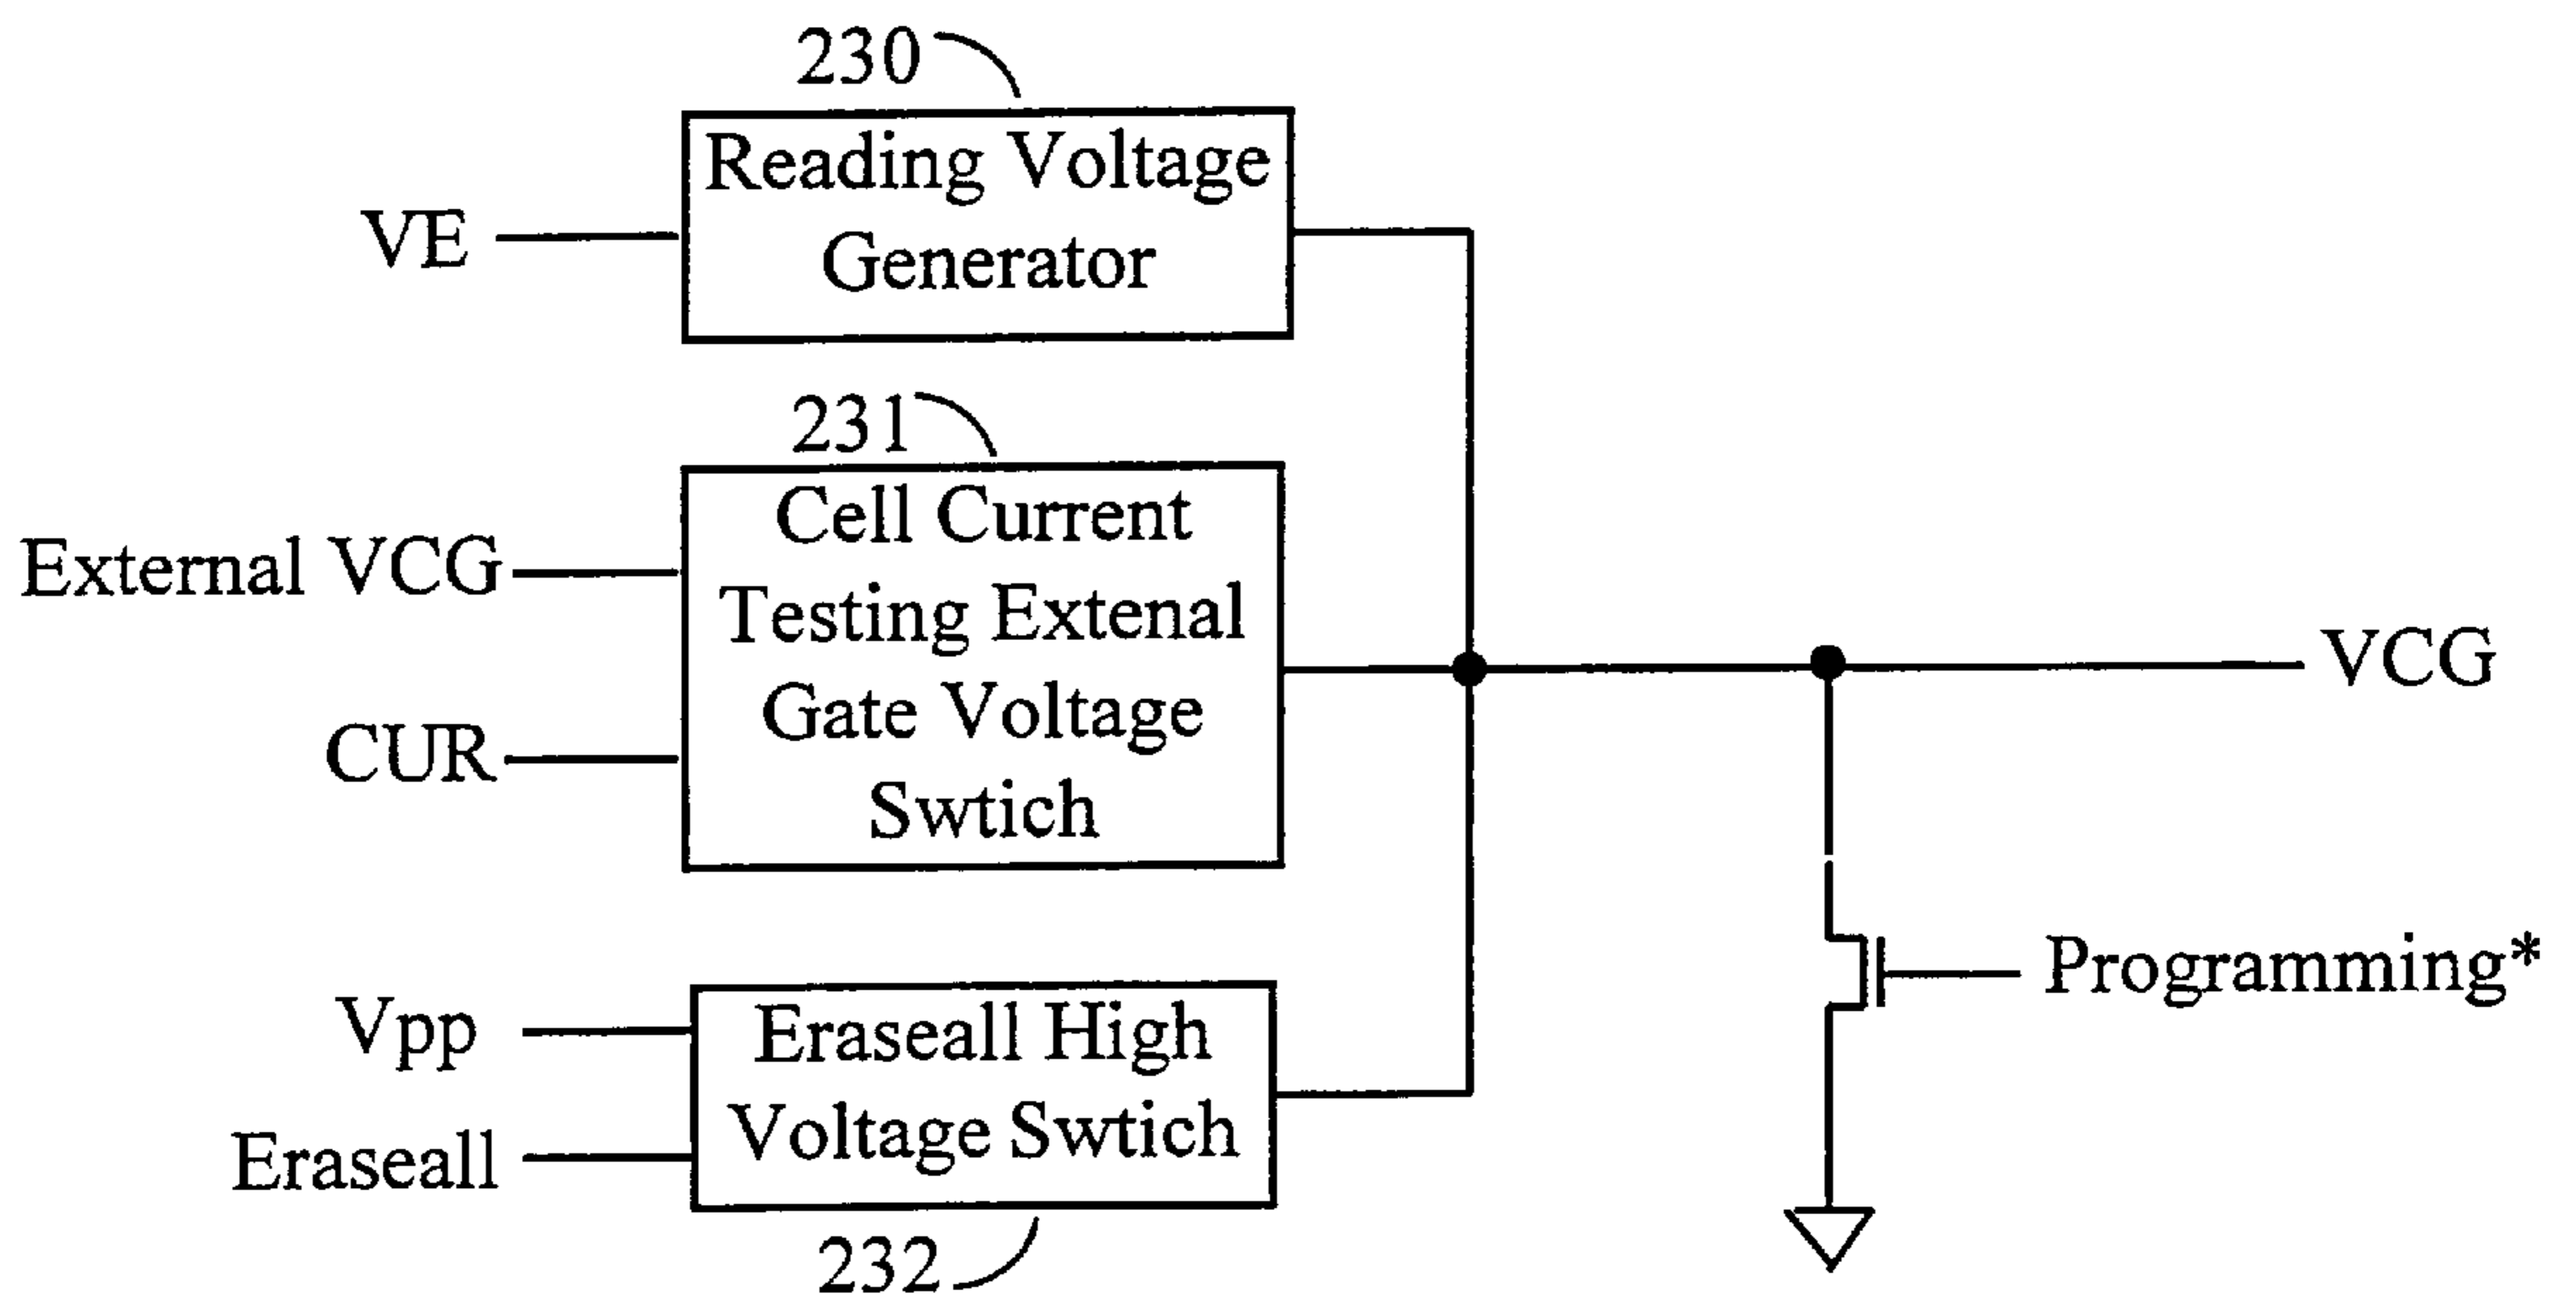 230
Reading Voltage
Generator
VE
231
Cell Current
Testing Extenal
Gate Voltage
Swtich
External VCG
CUR
VCG
Programming*
Eraseall High
Voltage Swtich
Vpp
Eraseall
232